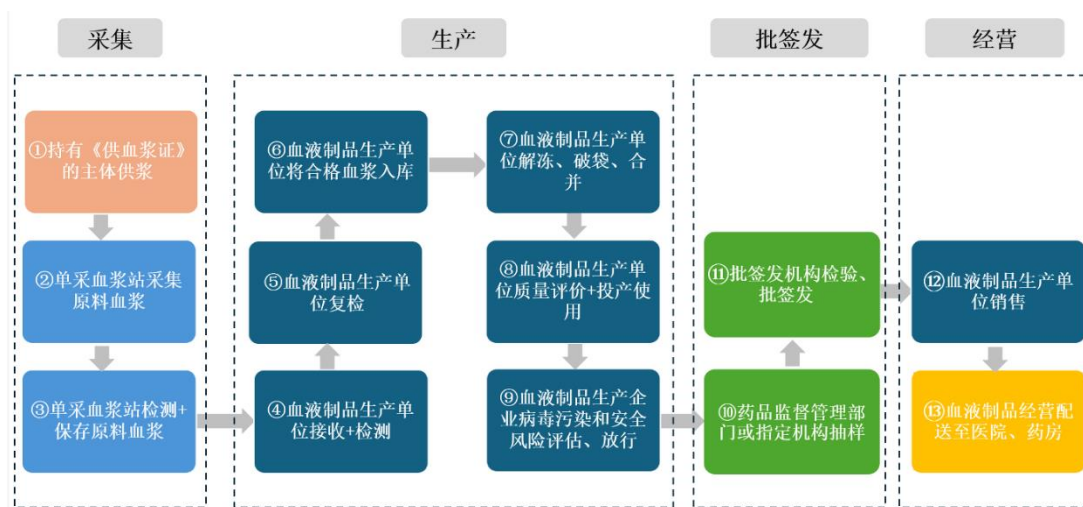 采集
生产
批签发
经营
①持有《供血浆证》
的主体供浆
②单采血浆站采集
原料血浆
③单采血浆站检测+
保存原料血浆
④血液制品生产单
位接收+检测
⑤血液制品生产单
位复检
⑥血液制品生产单
位将合格血浆入库
⑦血液制品生产单
位解冻、破袋、合
并
⑧血液制品生产单
位质量评价+投产使
用
⑨血液制品生产企
业病毒污染和安全
风险评估、放行
⑩药品监督管理部
门或指定机构抽样
⑪批签发机构检验、
批签发
⑫血液制品生产单
位销售
⑬血液制品经营配
送至医院、药房